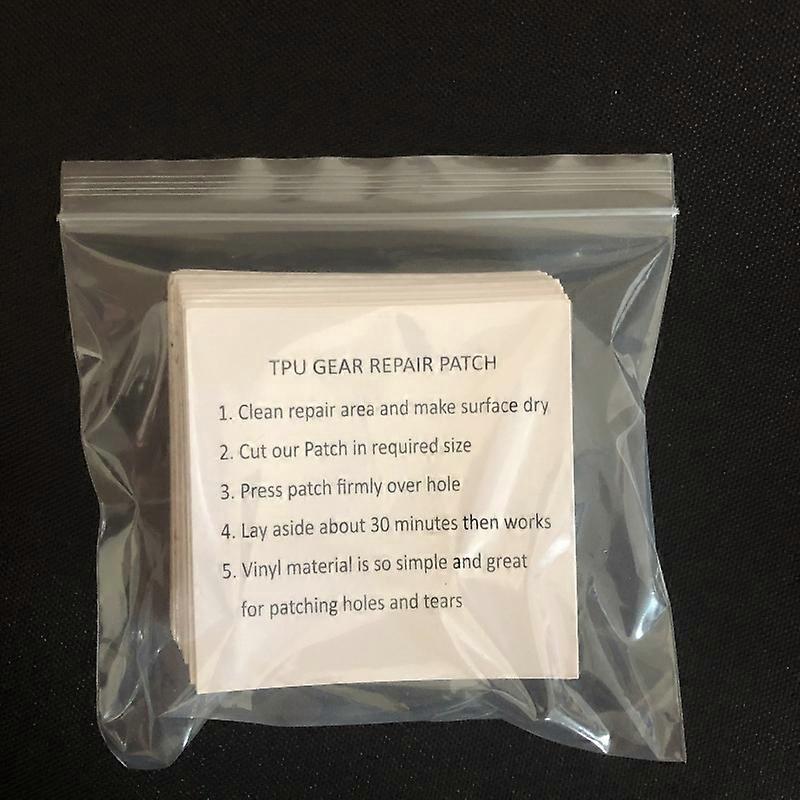 TPU GEAR REPAIR PATCH
1. Clean repair area and make surface dry
2. Cut our Patch in required size
3. Press patch firmly over hole
4. Lay aside about 30 minutes then works
5. Vinyl material is so simple and great
for patching holes and tears